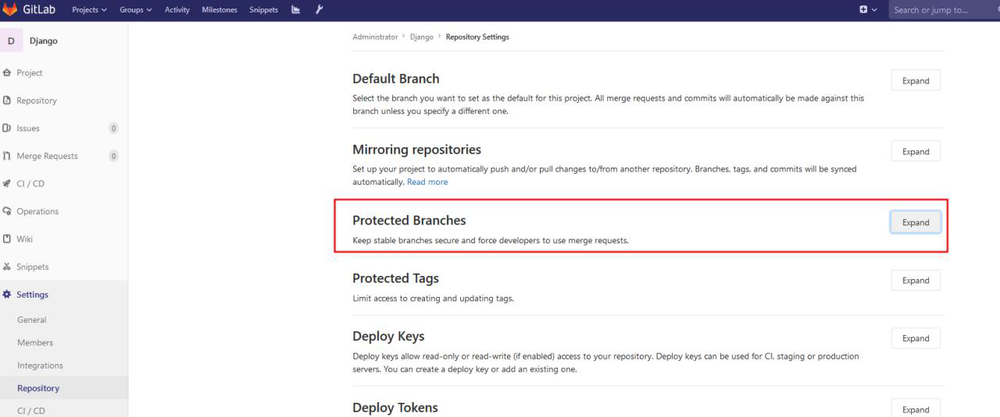 GitLab Projects Groups Activity Milestones Snippets Search or jump to...
D Django
Project
Repository
Issues 0
Merge Requests 0
CI / CD
Operations
Wiki
Snippets
Settings
General
Members
Integrations
Repository
CI / CD
Administrator > Django > Repository Settings
Default Branch
Expand
Select the branch you want to set as the default for this project. All merge requests and commits will automatically be made against this
branch unless you specify a different one.
Mirroring repositories
Expand
Set up your project to automatically push and/or pull changes to/from another repository. Branches, tags, and commits will be synced
automatically. Read more
Protected Branches
Expand
Keep stable branches secure and force developers to use merge requests.
Protected Tags
Expand
Limit access to creating and updating tags.
Deploy Keys
Expand
Deploy keys allow read-only or read-write (if enabled) access to your repository. Deploy keys can be used for CI, staging or production
servers. You can create a deploy key or add an existing one.
Deploy Tokens
Expand